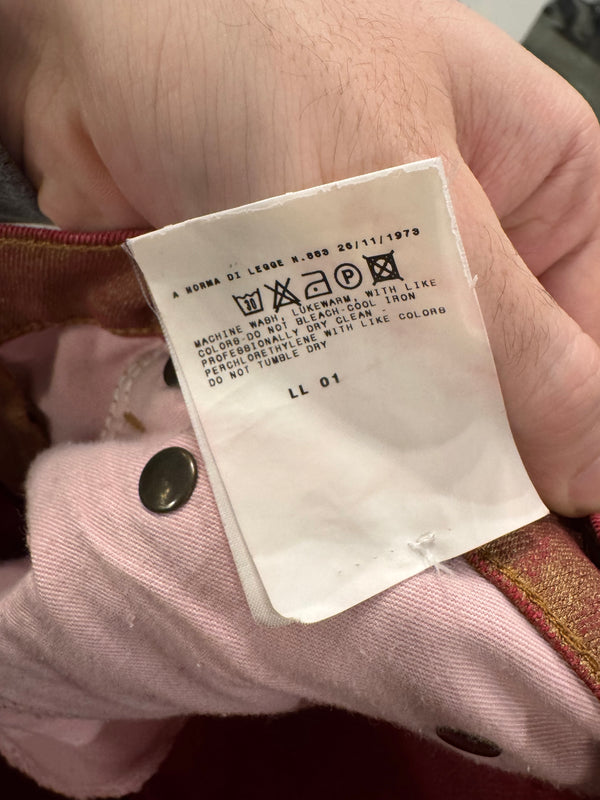 A NORMA DI LEGGE N.883 26/11/1973
30 P
MACHINE WASH, LUKEWARM, WITH LIKE
COLORS-DO NOT BLEACH-COOL IRON
PROFESSIONALLY DRY CLEAN -
PERCHLORETHYLENE WITH LIKE COLORS
DO NOT TUMBLE DRY
LL 01